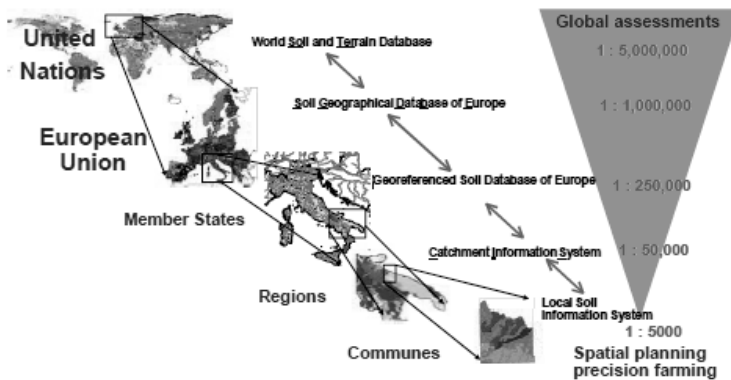 Global assessments
United
Nations
World Soil and Terrain Database
1 : 5,000,000
Soil Geographical Database of Europe
1 : 1,000,000
European
Union
Georeferenced Soil Database of Europe
1 : 250,000
Member States
Catchment Information System
1 : 50,000
Regions
Local Soil
Information System
1 : 5000
Communes
Spatial planning
precision farming